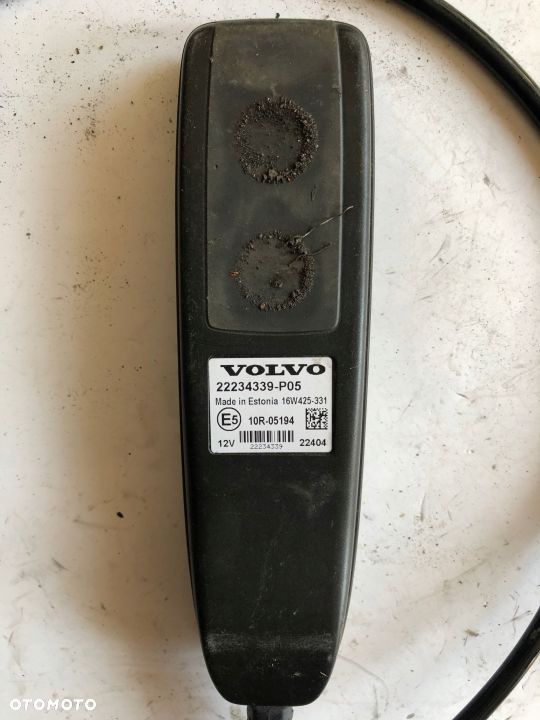 VOLVO
22234339-P05
Made in Estonia 16W425-331
E5 10R-05194
12V 22404
22234339
OTOMOTO